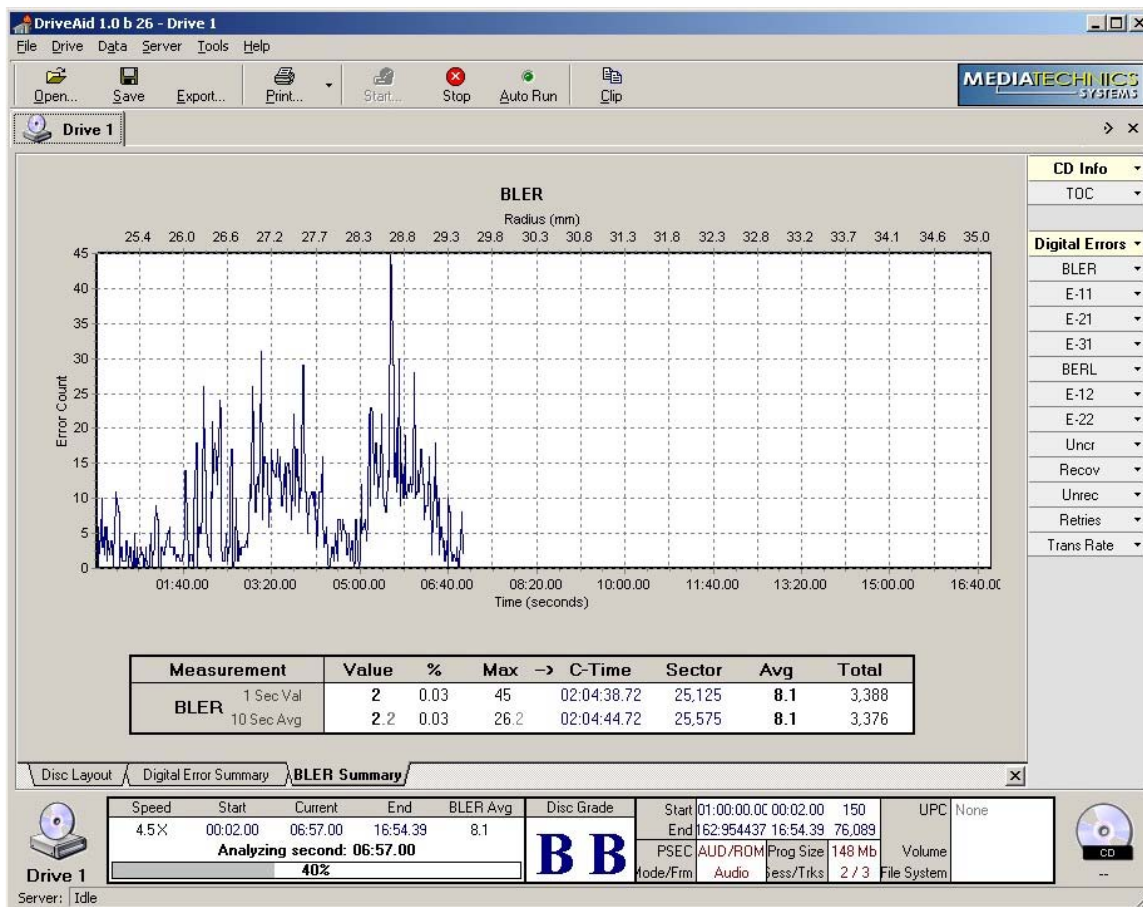 DriveAid 1.0 b 26 - Drive 1
File Drive Data Server Tools Help
Open... Save Export... Print... Start... Stop Auto Run Clip
MEDIATECHNICS
SYSTEMS
Drive 1
BLER
Radius (mm)
25.4 26.0 26.6 27.2 27.7 28.3 28.8 29.3 29.8 30.3 30.8 31.3 31.8 32.3 32.8 33.2 33.7 34.1 34.6 35.0
45
40
35
30
25
20
15
10
5
0
Error Count
01:40.00 03:20.00 05:00.00 06:40.00 08:20.00 10:00.00 11:40.00 13:20.00 15:00.00 16:40.00
Time (seconds)
CD Info
TOC
Digital Errors
BLER
E-11
E-21
E-31
BERL
E-12
E-22
Uncr
Recov
Unrec
Retries
Trans Rate
Measurement Value % Max -> C-Time Sector Avg Total
BLER
1 Sec Val 2 0.03 45 02:04:38.72 25,125 8.1 3,388
10 Sec Avg 2.2 0.03 26.2 02:04:44.72 25,575 8.1 3,376
Disc Layout Digital Error Summary BLER Summary
Speed Start Current End BLER Avg
4.5X 00:02.00 06:57.00 16:54.39 8.1
Analyzing second: 06:57.00
40%
Disc Grade
B B
Start 01:00:00.00 00:02.00 150
End 162:954437 16:54.39 76,089
PSEC AUD/ROM Prog Size 148 Mb
Mode/Frm Audio Sess/Trks 2 / 3
UPC None
Volume
File System
Drive 1
CD
--
Server: Idle